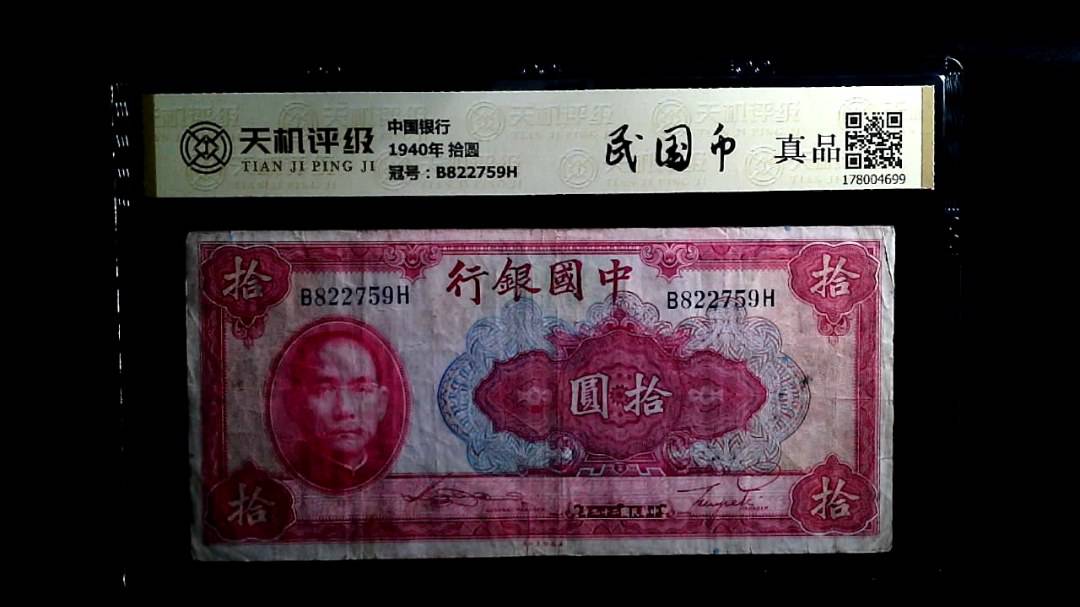 天机评级
TIAN JI PING JI
中国银行
1940年 拾圆
冠号：B822759H
民国币
真品
178004699
行銀國中
拾
拾
B822759H
B822759H
圓拾
拾
拾